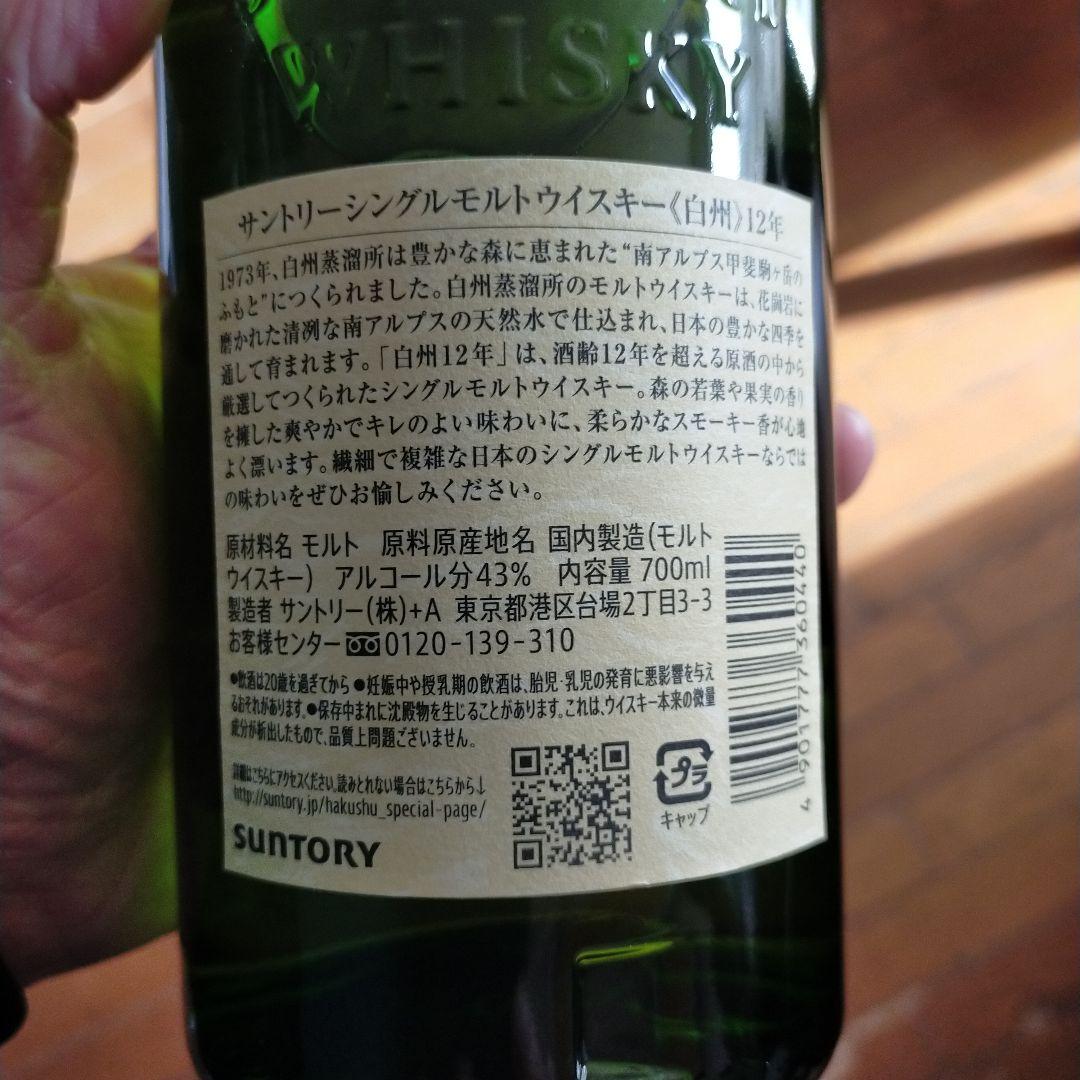 WHISKY
サントリーシングルモルトウイスキー《白州》12年
1973年、白州蒸溜所は豊かな森に恵まれた“南アルプス甲斐駒ヶ岳の
ふもと”につくられました。白州蒸溜所のモルトウイスキーは、花崗岩に
磨かれた清冽な南アルプスの天然水で仕込まれ、日本の豊かな四季を
通して育まれます。「白州12年」は、酒齢12年を超える原酒の中から
厳選してつくられたシングルモルトウイスキー。森の若葉や果実の香り
を擁した爽やかでキレのよい味わいに、柔らかなスモーキー香が心地
よく漂います。繊細で複雑な日本のシングルモルトウイスキーならでは
の味わいをぜひお愉しみください。
原材料名 モルト 原料原産地名 国内製造(モルト
ウイスキー) アルコール分43% 内容量 700ml
製造者 サントリー(株)+A 東京都港区台場2丁目3-3
お客様センター 0120-139-310
●飲酒は20歳を過ぎてから ●妊娠中や授乳期の飲酒は、胎児・乳児の発育に悪影響を与え
るおそれがあります。●保存中まれに沈殿物を生じることがあります。これは、ウイスキー本来の微量
成分が析出したもので、品質上問題ございません。
詳細はこちらにアクセスください。読みとれない場合はこちらから↓
http://suntory.jp/hakushu_special-page/
SUNTORY
プラ
キャップ
4 901777 360440